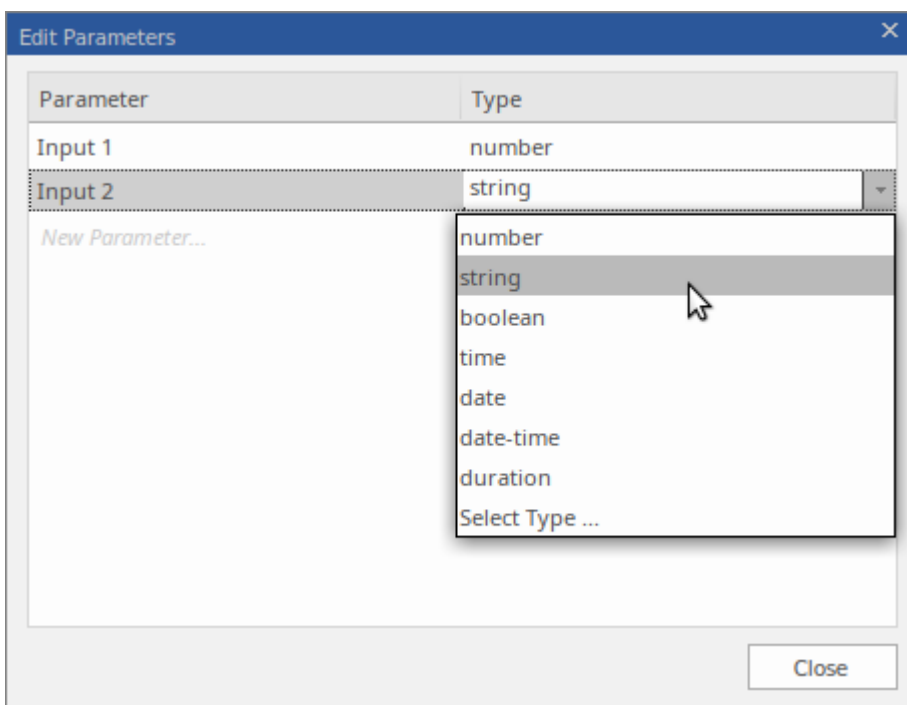 Edit Parameters
Parameter Type
Input 1 number
Input 2 string
New Parameter...
number
string
boolean
time
date
date-time
duration
Select Type ...
Close